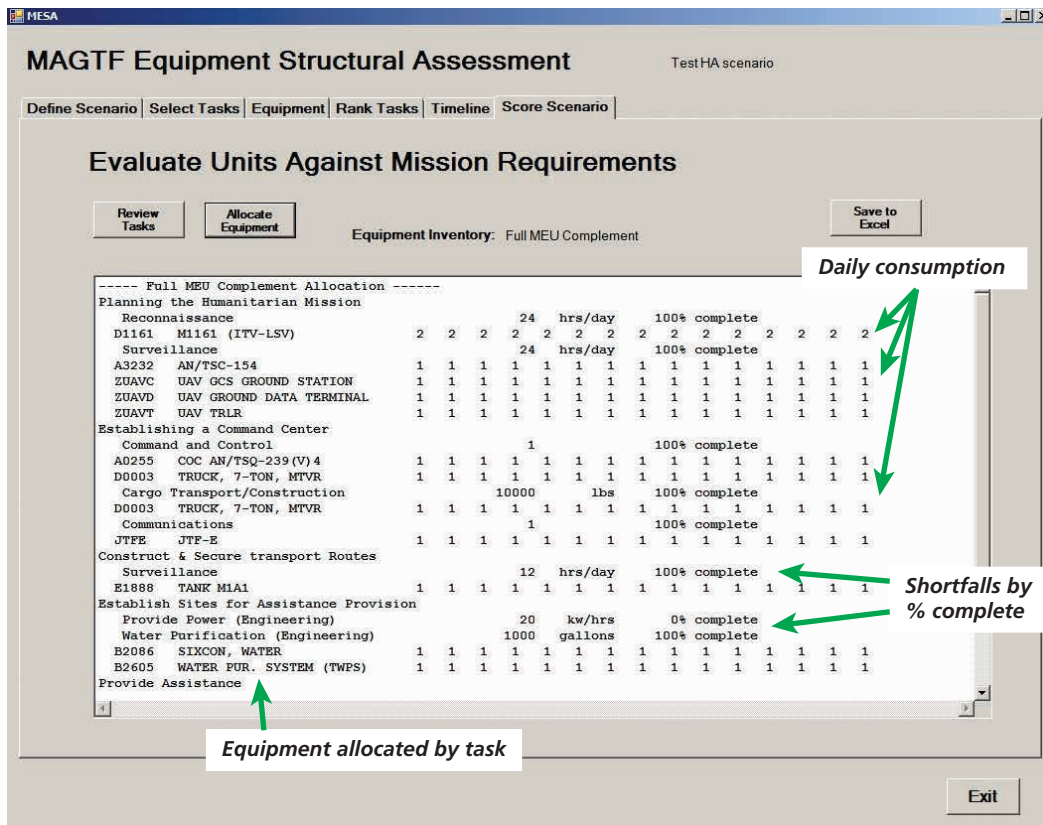 MESA
MAGTF Equipment Structural Assessment Test HA scenario
Define Scenario Select Tasks Equipment Rank Tasks Timeline Score Scenario
Evaluate Units Against Mission Requirements
Review Tasks
Allocate Equipment
Equipment Inventory: Full MEU Complement
Save to Excel
Daily consumption
----- Full MEU Complement Allocation ------
Planning the Humanitarian Mission
Reconnaissance 24 hrs/day 100% complete
D1161 M1161 (ITV-LSV) 2 2 2 2 2 2 2 2 2 2 2 2 2 2 2
Surveillance 24 hrs/day 100% complete
A3232 AN/TSC-154 1 1 1 1 1 1 1 1 1 1 1 1 1 1 1
ZUAVC UAV GCS GROUND STATION 1 1 1 1 1 1 1 1 1 1 1 1 1 1 1
ZUAVD UAV GROUND DATA TERMINAL 1 1 1 1 1 1 1 1 1 1 1 1 1 1 1
ZUAVT UAV TRLR 1 1 1 1 1 1 1 1 1 1 1 1 1 1 1
Establishing a Command Center
Command and Control 1 100% complete
A0255 COC AN/TSQ-239(V)4 1 1 1 1 1 1 1 1 1 1 1 1 1 1 1
D0003 TRUCK, 7-TON, MTVR 1 1 1 1 1 1 1 1 1 1 1 1 1 1 1
Cargo Transport/Construction 10000 lbs 100% complete
D0003 TRUCK, 7-TON, MTVR 1 1 1 1 1 1 1 1 1 1 1 1 1 1 1
Communications 1 100% complete
JTFE JTF-E 1 1 1 1 1 1 1 1 1 1 1 1 1 1 1
Construct & Secure transport Routes
Surveillance 12 hrs/day 100% complete
E1888 TANK M1A1 1 1 1 1 1 1 1 1 1 1 1 1 1 1 1
Shortfalls by
% complete
Establish Sites for Assistance Provision
Provide Power (Engineering) 20 kw/hrs 0% complete
Water Purification (Engineering) 1000 gallons 100% complete
B2086 SIXCON, WATER 1 1 1 1 1 1 1 1 1 1 1 1 1 1 1
B2605 WATER PUR. SYSTEM (TWPS) 1 1 1 1 1 1 1 1 1 1 1 1 1 1 1
Provide Assistance
Equipment allocated by task
Exit